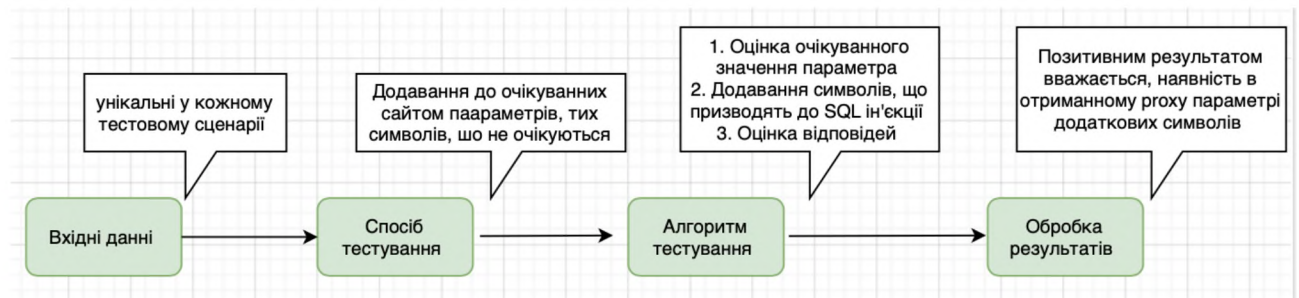 унікальні у кожному
тестовому сценарії
Додавання до очікуванних
сайтом паараметрів, тих
символів, шо не очікуються
1. Оцінка очікуванного
значення параметра
2. Додавання символів, що
призводять до SQL ін'єкції
3. Оцінка відповідей
Позитивним результатом
вважається, наявність в
отриманному proxy параметрі
додаткових символів
Вхідні данні
Спосіб
тестування
Алгоритм
тестування
Обробка
результатів